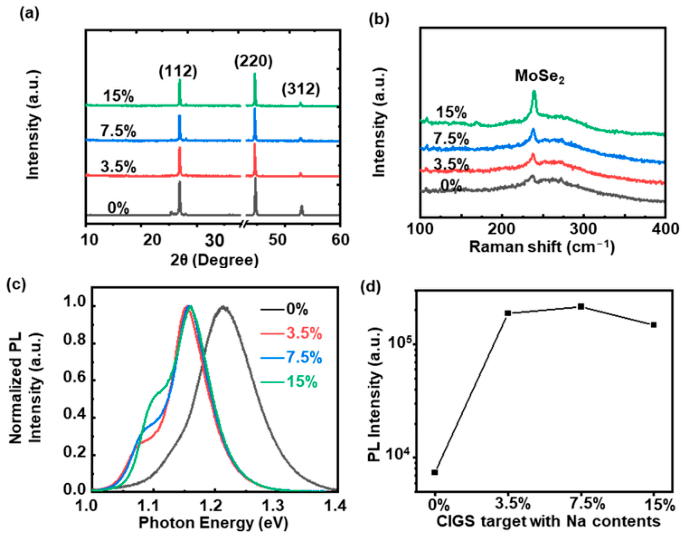 (a)
Intensity (a.u.)
(112)
(220)
(312)
15%
7.5%
3.5%
0%
10
20
30
50
60
2θ (Degree)
(b)
Intensity (a.u.)
MoSe2
15%
7.5%
3.5%
0%
100
200
300
400
Raman shift (cm−1)
(c)
Normalized PL
Intensity (a.u.)
1.0
0.8
0.6
0.4
0.2
0.0
0%
3.5%
7.5%
15%
1.0
1.1
1.2
1.3
1.4
Photon Energy (eV)
(d)
PL Intensity (a.u.)
10^5
10^4
0%
3.5%
7.5%
15%
CIGS target with Na contents